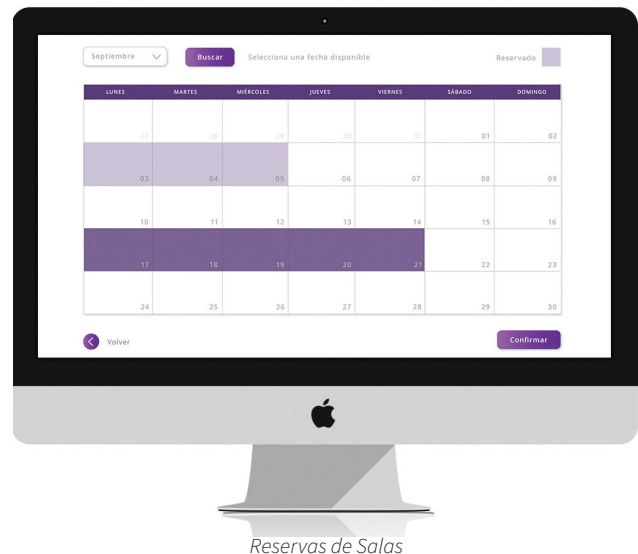 Septiembre Buscar Selecciona una fecha disponible Reservado
LUNES MARTES MIÉRCOLES JUEVES VIERNES SÁBADO DOMINGO
27 28 29 30 31 01 02
03 04 05 06 07 08 09
10 11 12 13 14 15 16
17 18 19 20 21 22 23
24 25 26 27 28 29 30
Volver Confirmar
Reservas de Salas